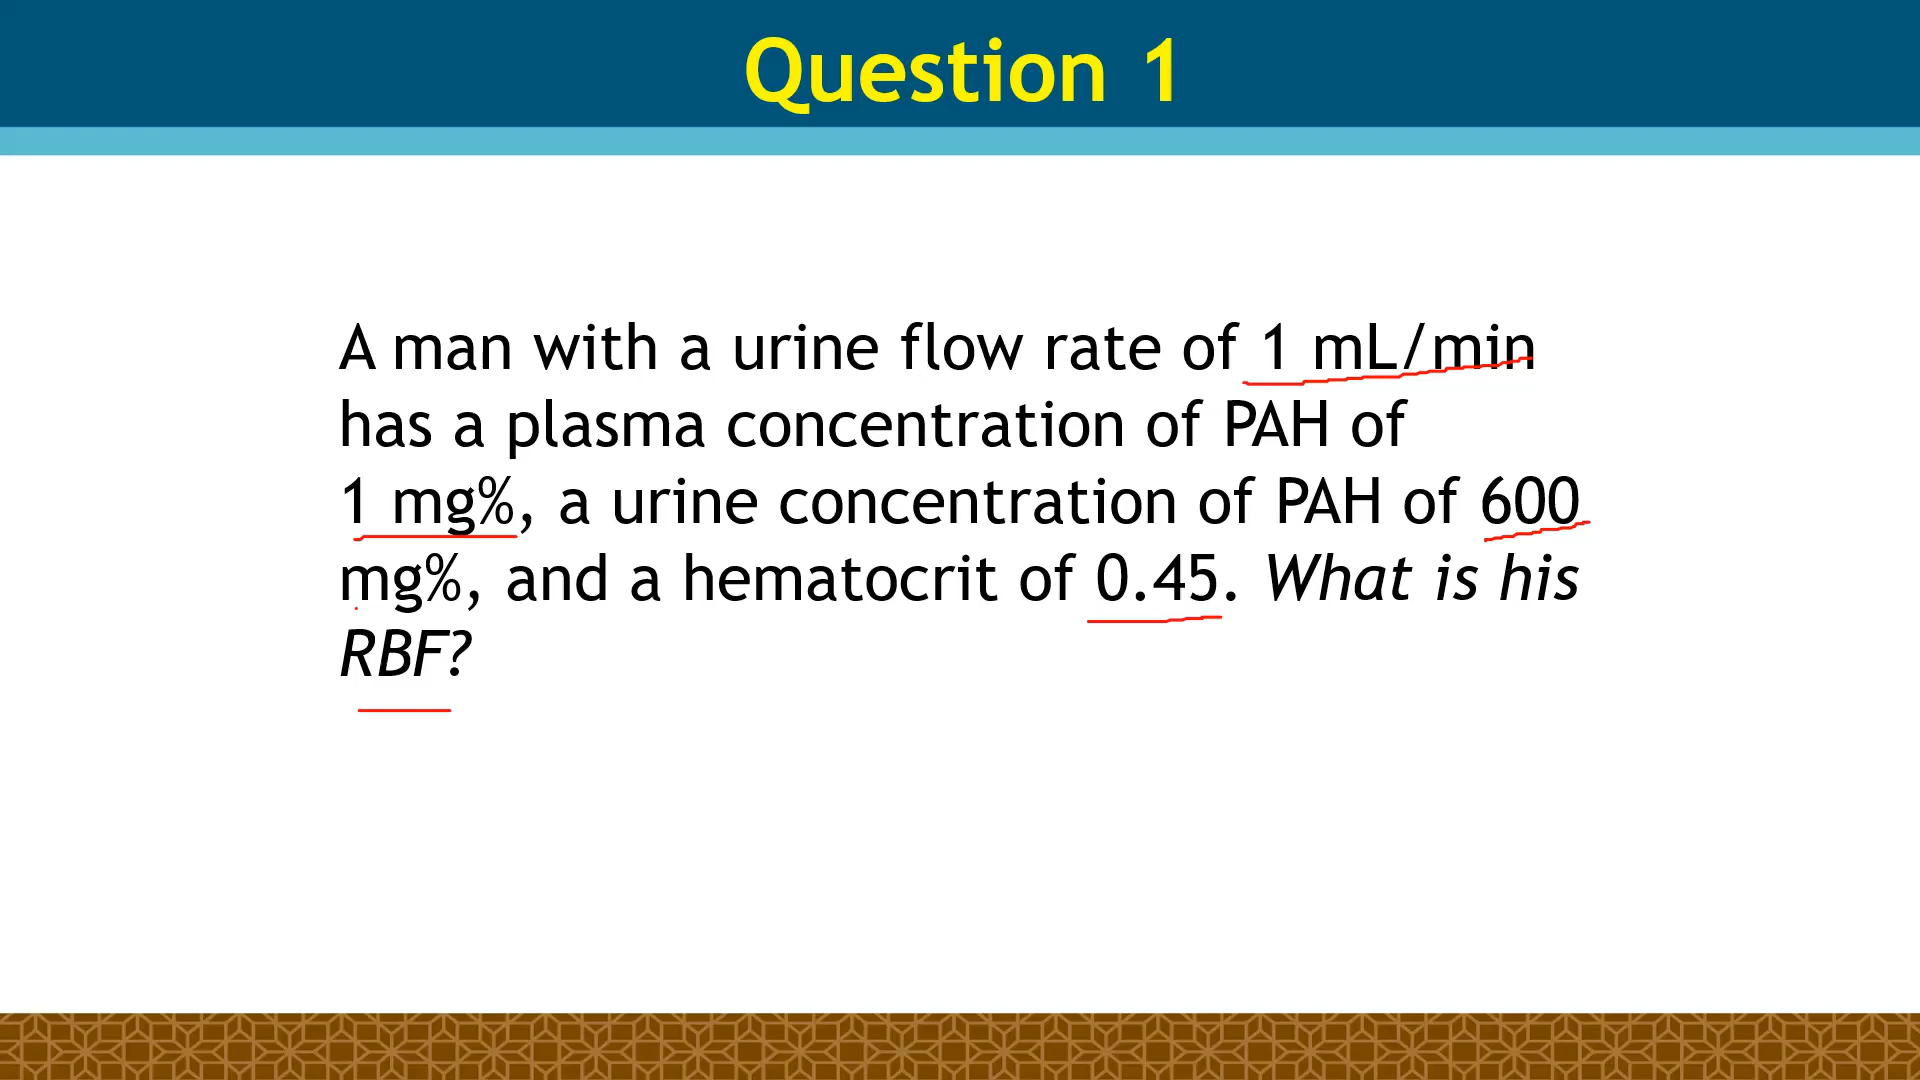 Question 1
A man with a urine flow rate of 1 mL/min
has a plasma concentration of PAH of
1 mg%, a urine concentration of PAH of 600
mg%, and a hematocrit of 0.45. What is his
RBF?